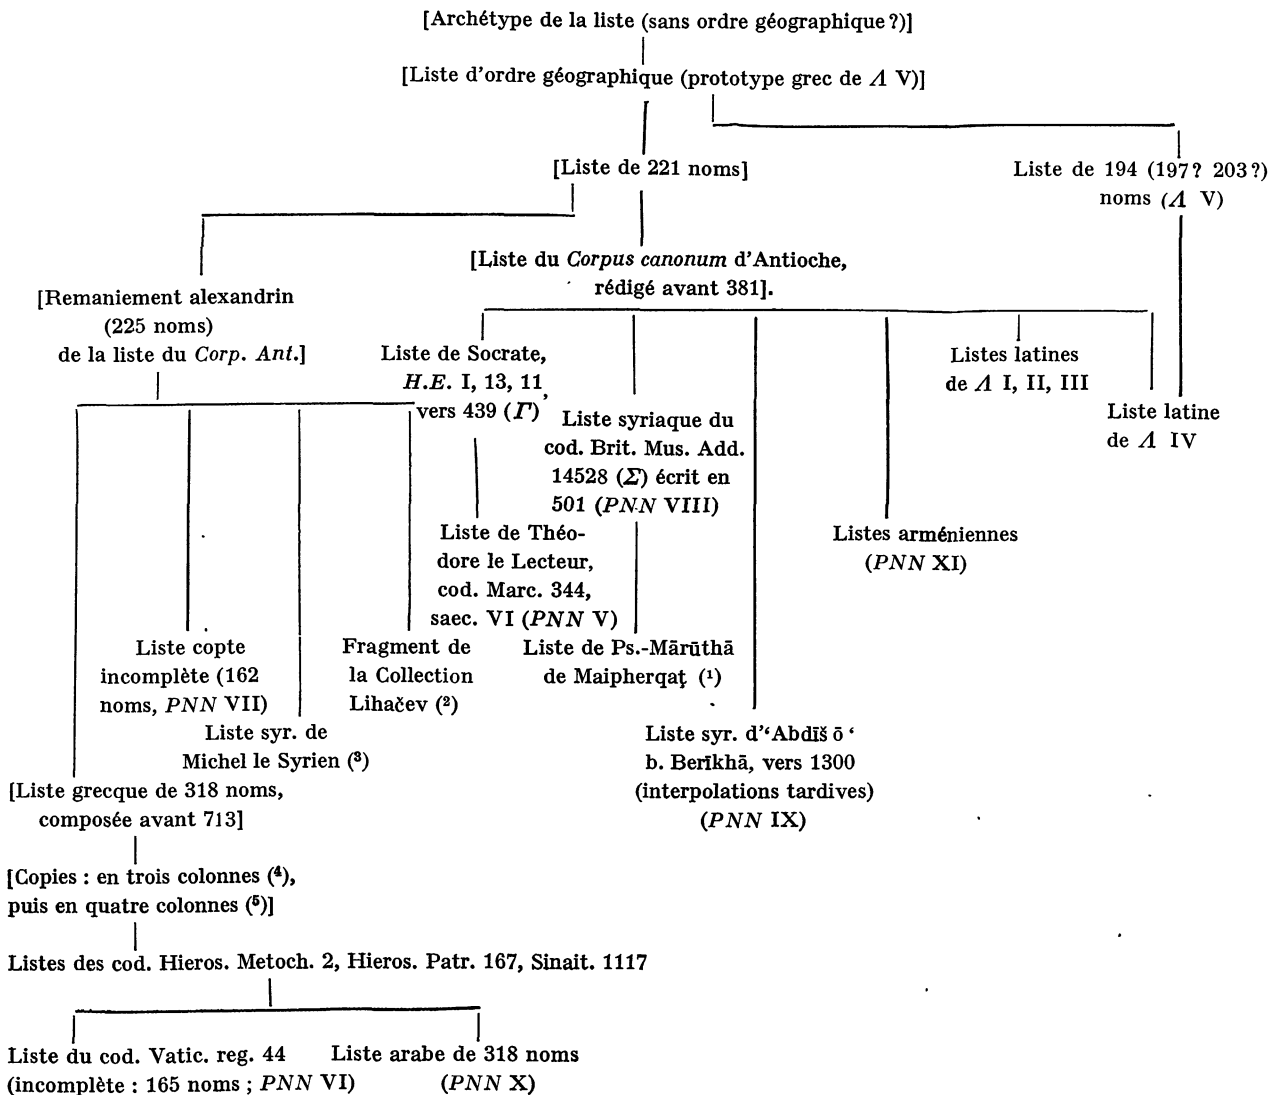 [Archétype de la liste (sans ordre géographique ?)]
[Liste d'ordre géographique (prototype grec de Λ V)]
[Liste de 221 noms]
Liste de 194 (197? 203?)
noms (Λ V)
[Liste du Corpus canonum d'Antioche,
rédigé avant 381].
[Remaniement alexandrin
(225 noms)
de la liste du Corp. Ant.]
Liste de Socrate,
H.E. I, 13, 11,
vers 439 (Γ)
Liste syriaque du
cod. Brit. Mus. Add.
14528 (Σ) écrit en
501 (PNN VIII)
Listes latines
de Λ I, II, III
Liste latine
de Λ IV
Liste de Théo-
dore le Lecteur,
cod. Marc. 344,
saec. VI (PNN V)
Listes arméniennes
(PNN XI)
Liste copte
incomplète (162
noms, PNN VII)
Fragment de
la Collection
Lihačev (²)
Liste de Ps.-Mārūthā
de Maipherqaṭ (¹)
Liste syr. de
Michel le Syrien (³)
Liste syr. d'‘Abdīšō‘
b. Berīkhā, vers 1300
(interpolations tardives)
(PNN IX)
[Liste grecque de 318 noms,
composée avant 713]
[Copies : en trois colonnes (⁴),
puis en quatre colonnes (⁵)]
Listes des cod. Hieros. Metoch. 2, Hieros. Patr. 167, Sinait. 1117
Liste du cod. Vatic. reg. 44
(incomplète : 165 noms ; PNN VI)
Liste arabe de 318 noms
(PNN X)